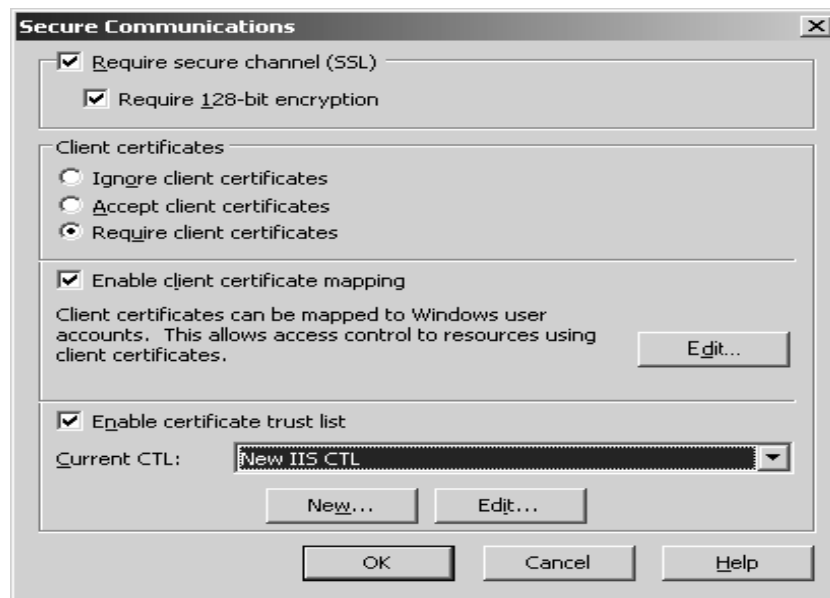 Secure Communications
Require secure channel (SSL)
Require 128-bit encryption
Client certificates
Ignore client certificates
Accept client certificates
Require client certificates
Enable client certificate mapping
Client certificates can be mapped to Windows user
accounts. This allows access control to resources using
client certificates.
Edit...
Enable certificate trust list
Current CTL: New IIS CTL
New... Edit...
OK Cancel Help